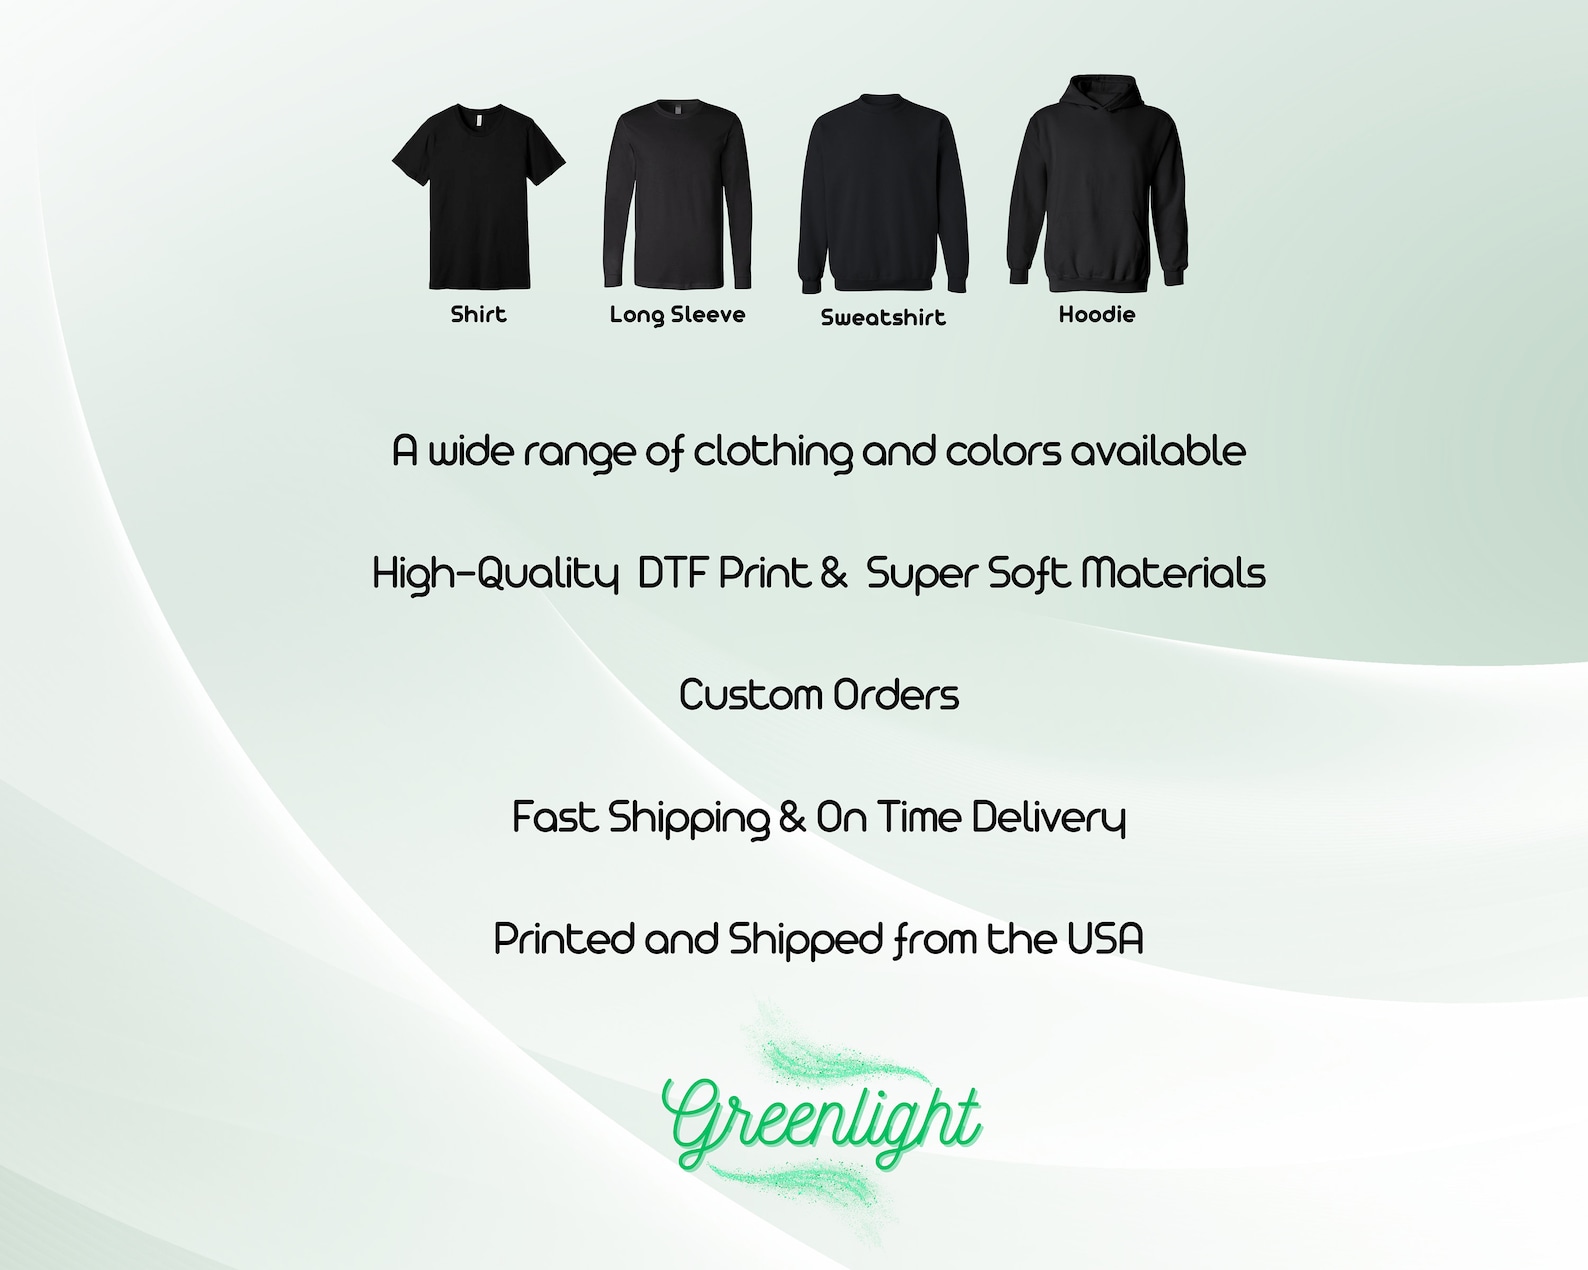 Shirt
Long Sleeve
Sweatshirt
Hoodie
A wide range of clothing and colors available
High-Quality DTF Print & Super Soft Materials
Custom Orders
Fast Shipping & On Time Delivery
Printed and Shipped from the USA
Greenlight